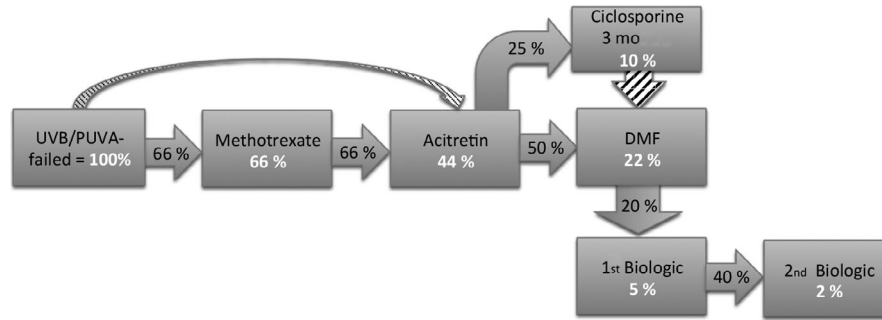 Ciclosporine
3 mo
10 %
25 %
UVB/PUVA-
failed = 100%
66 %
Methotrexate
66 %
66 %
Acitretin
44 %
50 %
DMF
22 %
20 %
1st Biologic
5 %
40 %
2nd Biologic
2 %